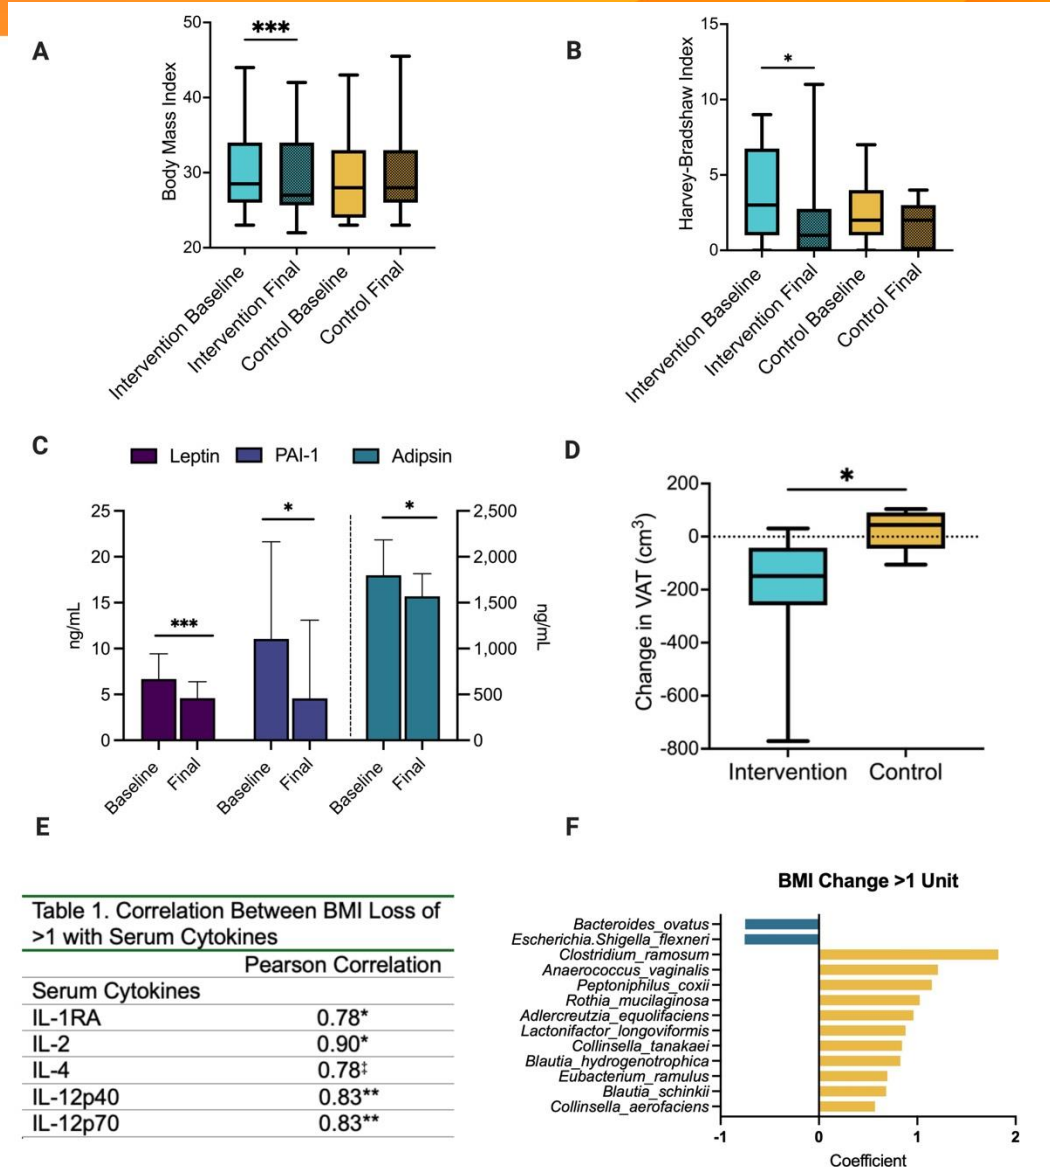 A
Body Mass Index
50
40
30
20
***
Intervention Baseline
Intervention Final
Control Baseline
Control Final
B
Harvey-Bradshaw Index
15
10
5
0
*
Intervention Baseline
Intervention Final
Control Baseline
Control Final
C
Leptin
PAI-1
Adipsin
ng/mL
25
20
15
10
5
0
***
*
*
2,500
2,000
1,500
1,000
500
0
ng/mL
Baseline
Final
Baseline
Final
Baseline
Final
D
Change in VAT (cm³)
200
0
-200
-400
-600
-800
*
Intervention
Control
E
Table 1. Correlation Between BMI Loss of
>1 with Serum Cytokines
Pearson Correlation
Serum Cytokines
IL-1RA 0.78*
IL-2 0.90*
IL-4 0.78‡
IL-12p40 0.83**
IL-12p70 0.83**
F
BMI Change >1 Unit
Bacteroides_ovatus
Escherichia.Shigella_flexneri
Clostridium_ramosum
Anaerococcus_vaginalis
Peptoniphilus_coxii
Rothia_mucilaginosa
Adlercreutzia_equolifaciens
Lactonifactor_longoviformis
Collinsella_tanakaei
Blautia_hydrogenotrophica
Eubacterium_ramulus
Blautia_schinkii
Collinsella_aerofaciens
-1 0 1 2
Coefficient